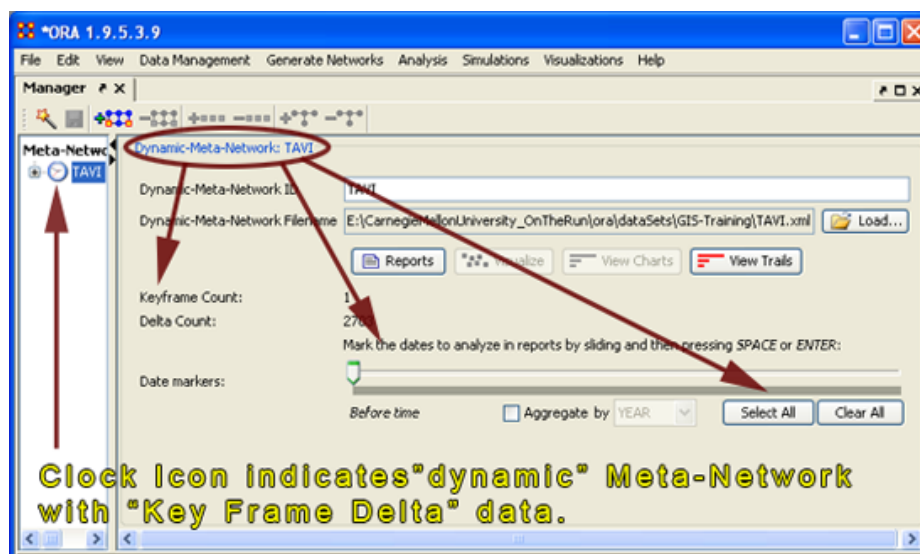 *ORA 1.9.5.3.9
File Edit View Data Management Generate Networks Analysis Simulations Visualizations Help
Manager
Meta-Netwc
TAVI
Dynamic-Meta-Network: TAVI
Dynamic-Meta-Network ID TAVI
Dynamic-Meta-Network Filename E:\CarnegieMellonUniversity_OnTheRun\ora\dataSets\GIS-Training\TAVI.xml Load...
Reports Visualize View Charts View Trails
Keyframe Count: 1
Delta Count: 2703
Mark the dates to analyze in reports by sliding and then pressing SPACE or ENTER:
Date markers:
Before time Aggregate by YEAR Select All Clear All
Clock Icon indicates"dynamic" Meta-Network
with "Key Frame Delta" data.